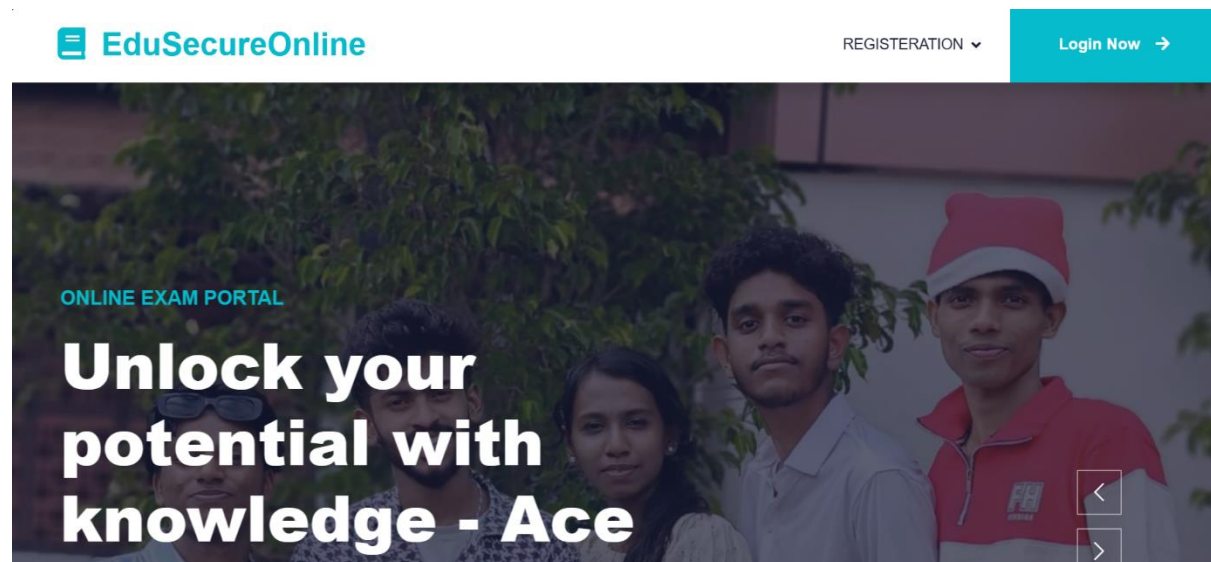 EduSecureOnline
REGISTERATION
Login Now
ONLINE EXAM PORTAL
Unlock your
potential with
knowledge - Ace